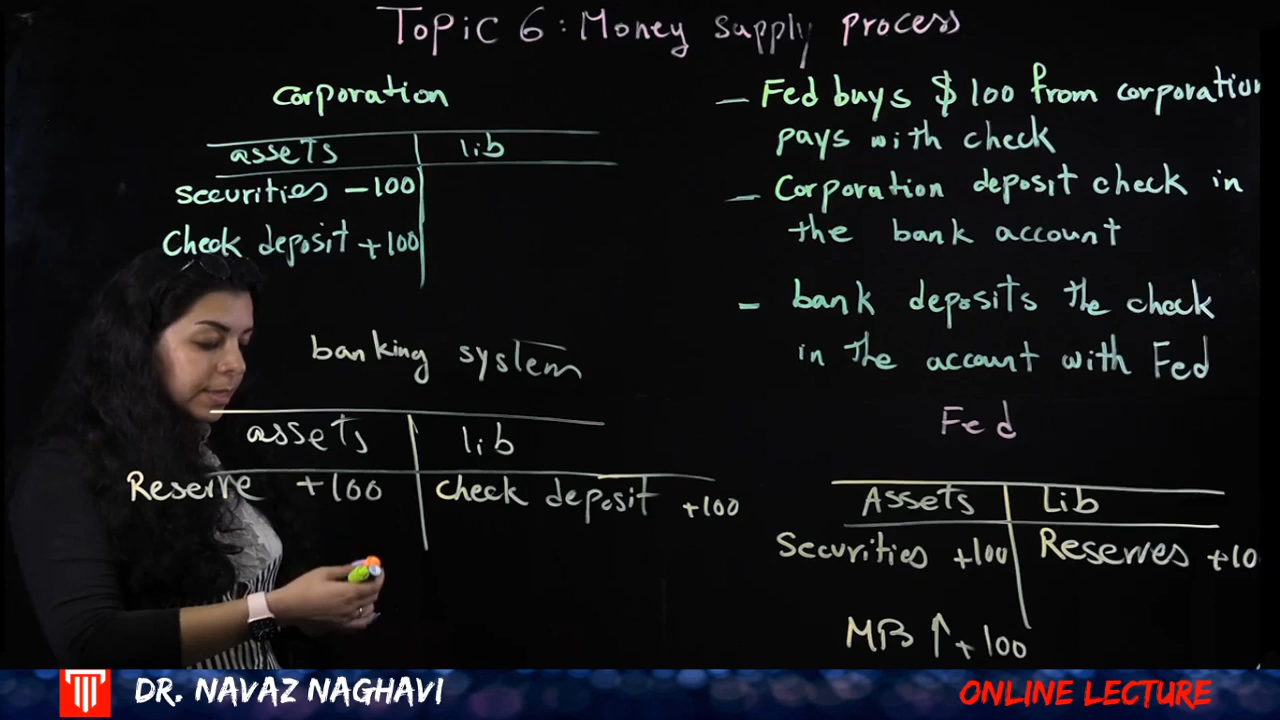 Topic 6: Money supply process
Corporation
assets lib
Securities -100
Check deposit +100
banking system
assets lib
Reserve +100 Check deposit +100
- Fed buys $100 from corporation
pays with check
- Corporation deposit check in
the bank account
- bank deposits the check
in the account with Fed
Fed
Assets Lib
Securities +100 Reserves +10
MB ↑ +100
DR. NAVAZ NAGHAVI
ONLINE LECTURE